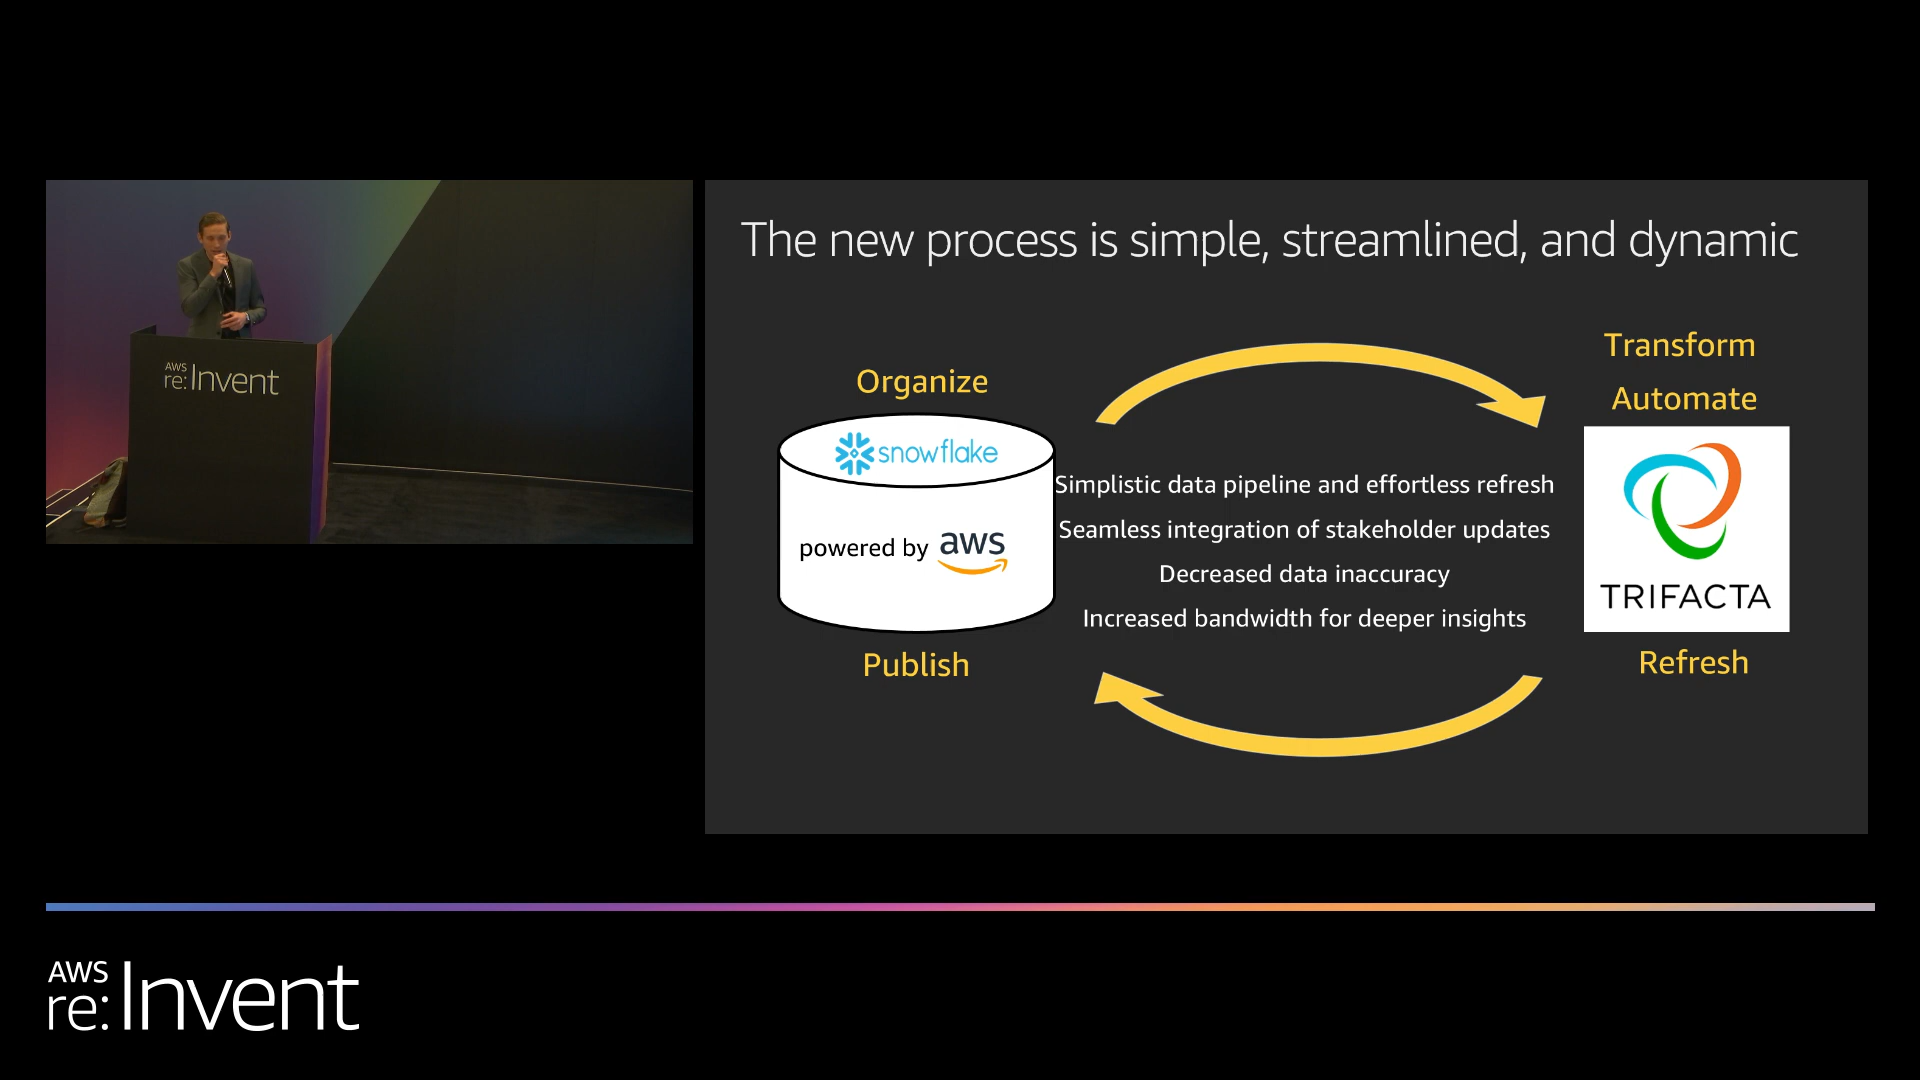 AWS
re:Invent
The new process is simple, streamlined, and dynamic
Organize
snowflake
powered by aws
Publish
Simplistic data pipeline and effortless refresh
Seamless integration of stakeholder updates
Decreased data inaccuracy
Increased bandwidth for deeper insights
Transform
Automate
TRIFACTA
Refresh
AWS
re:Invent